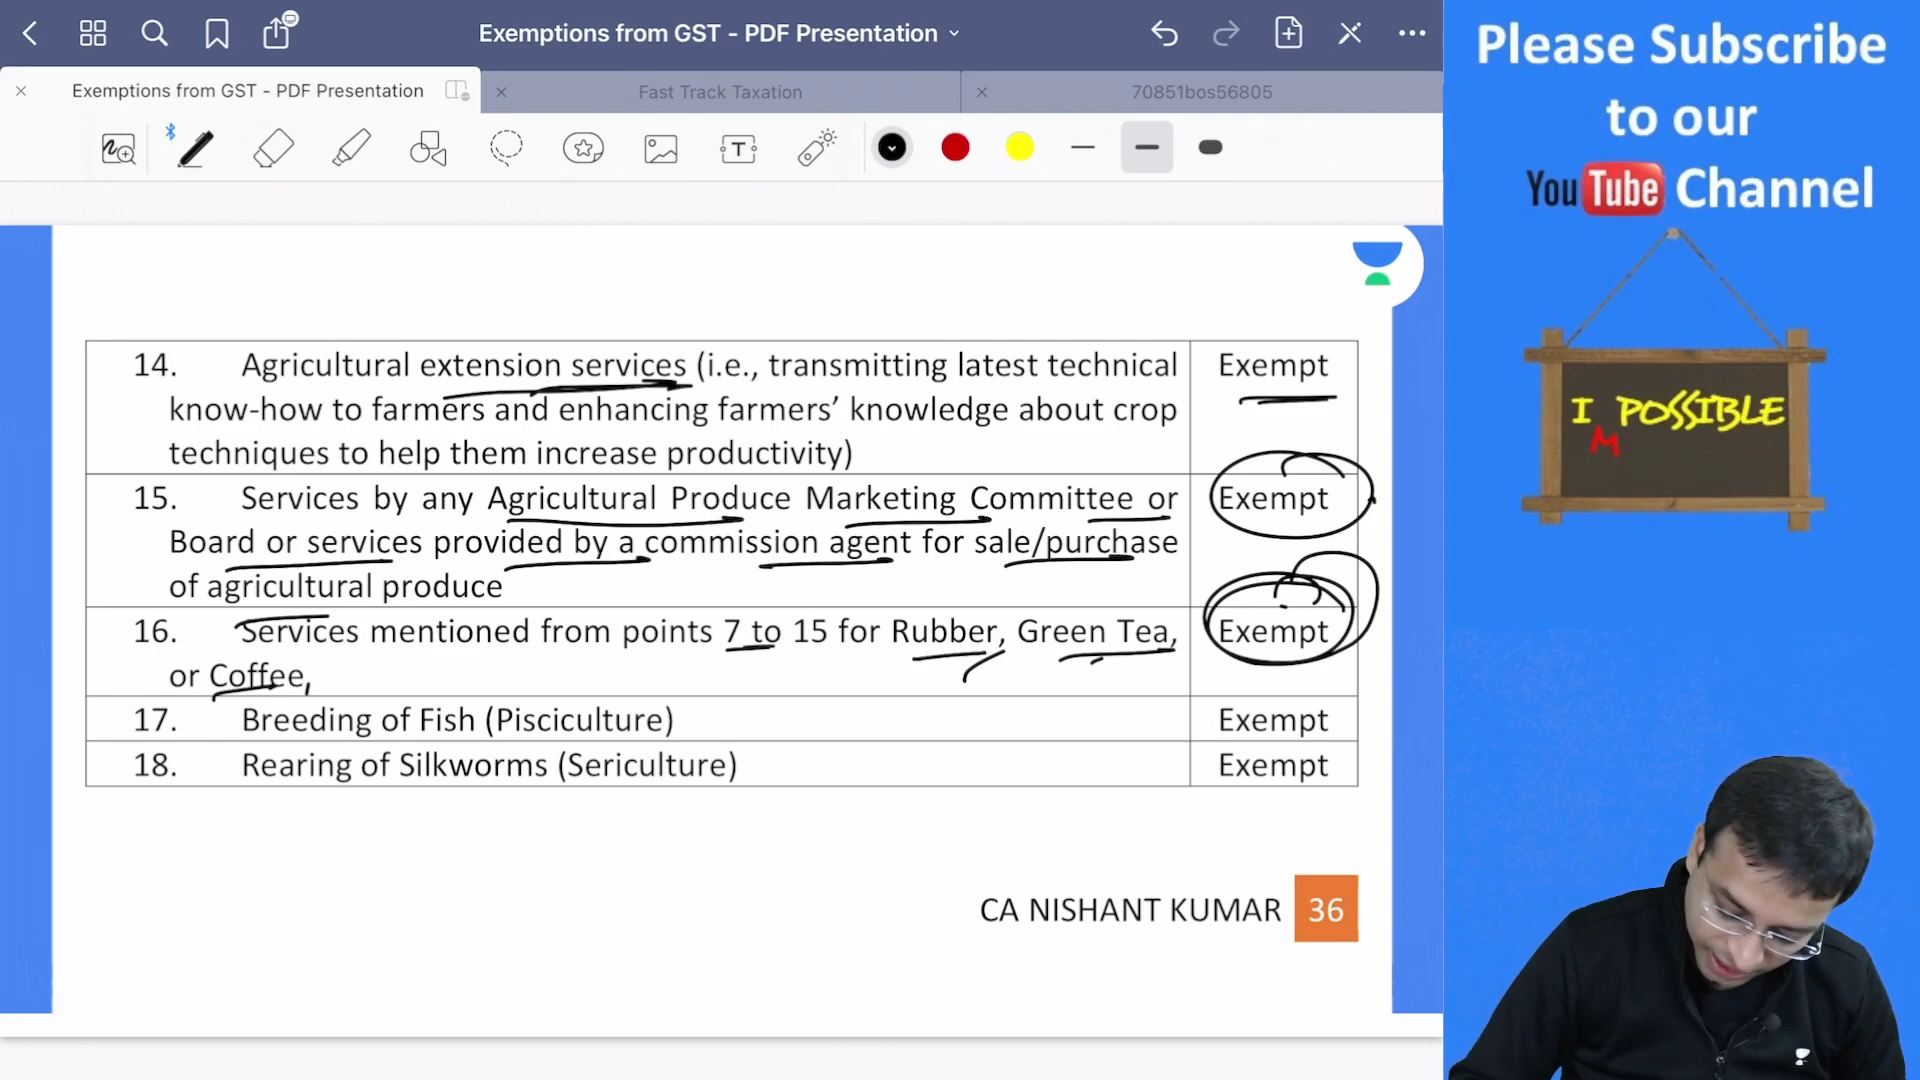 Exemptions from GST - PDF Presentation
Exemptions from GST - PDF Presentation
Fast Track Taxation
70851bos56805
T
14. Agricultural extension services (i.e., transmitting latest technical
know-how to farmers and enhancing farmers’ knowledge about crop
techniques to help them increase productivity)
Exempt
15. Services by any Agricultural Produce Marketing Committee or
Board or services provided by a commission agent for sale/purchase
of agricultural produce
Exempt
16. Services mentioned from points 7 to 15 for Rubber, Green Tea,
or Coffee,
Exempt
17. Breeding of Fish (Pisciculture)
Exempt
18. Rearing of Silkworms (Sericulture)
Exempt
CA NISHANT KUMAR 36
Please Subscribe
to our
YouTube Channel
I POSSIBLE
M